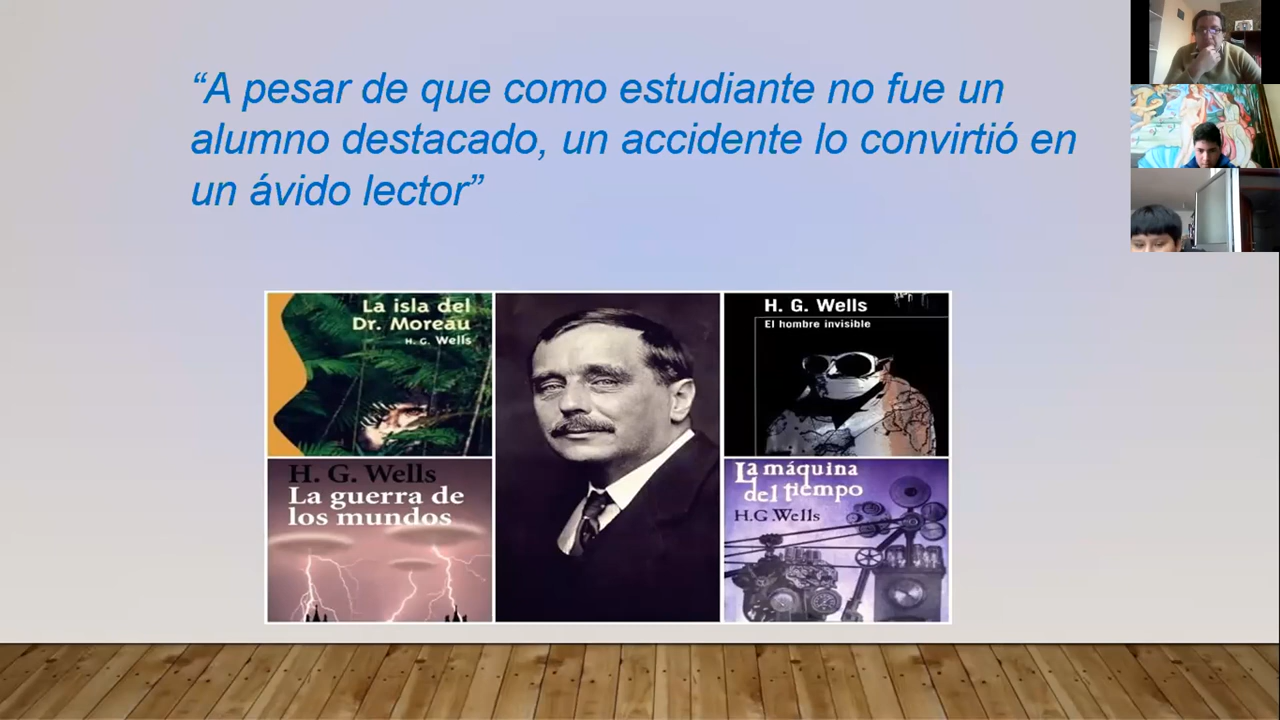 “A pesar de que como estudiante no fue un
alumno destacado, un accidente lo convirtió en
un ávido lector”
La isla del
Dr. Moreau
H. G. Wells
H. G. Wells
El hombre invisible
H. G. Wells
La guerra de
los mundos
La máquina
del tiempo
H.G.Wells